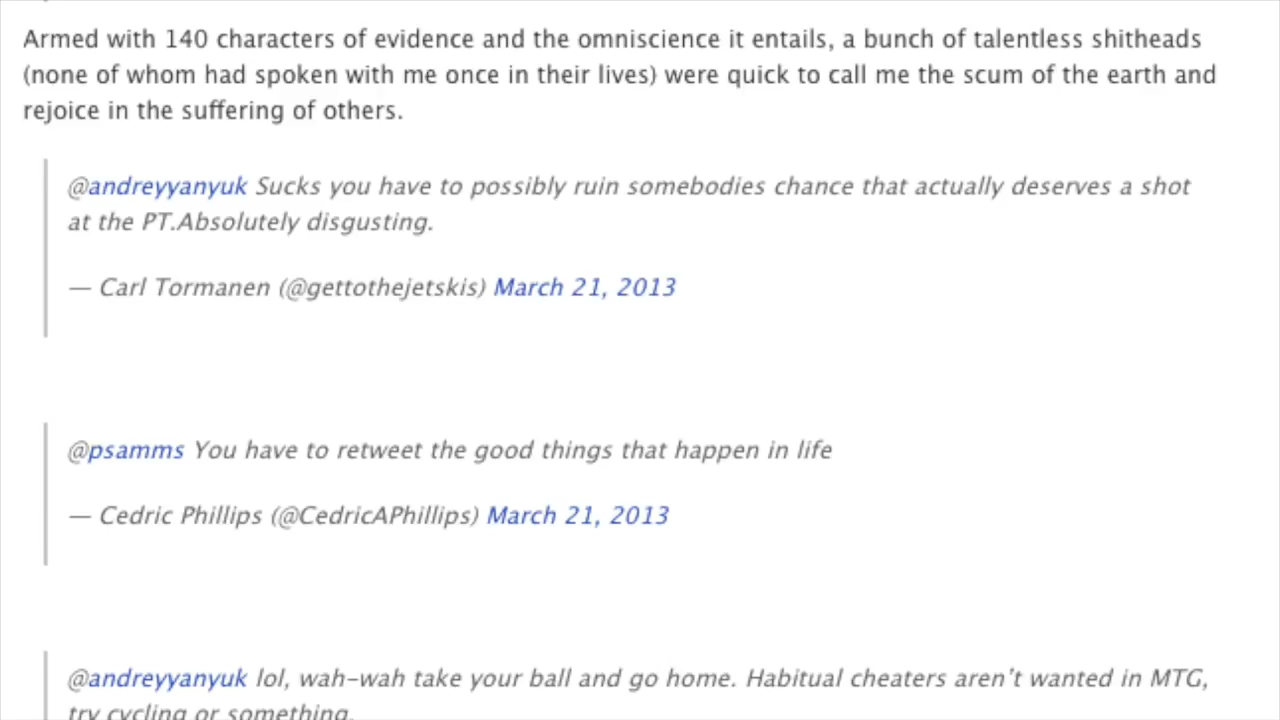 Armed with 140 characters of evidence and the omniscience it entails, a bunch of talentless shitheads
(none of whom had spoken with me once in their lives) were quick to call me the scum of the earth and
rejoice in the suffering of others.
@andreyyanyuk Sucks you have to possibly ruin somebodies chance that actually deserves a shot
at the PT.Absolutely disgusting.
— Carl Tormanen (@gettothejetskis) March 21, 2013
@psamms You have to retweet the good things that happen in life
— Cedric Phillips (@CedricAPhillips) March 21, 2013
@andreyyanyuk lol, wah-wah take your ball and go home. Habitual cheaters aren't wanted in MTG,
try cycling or something.